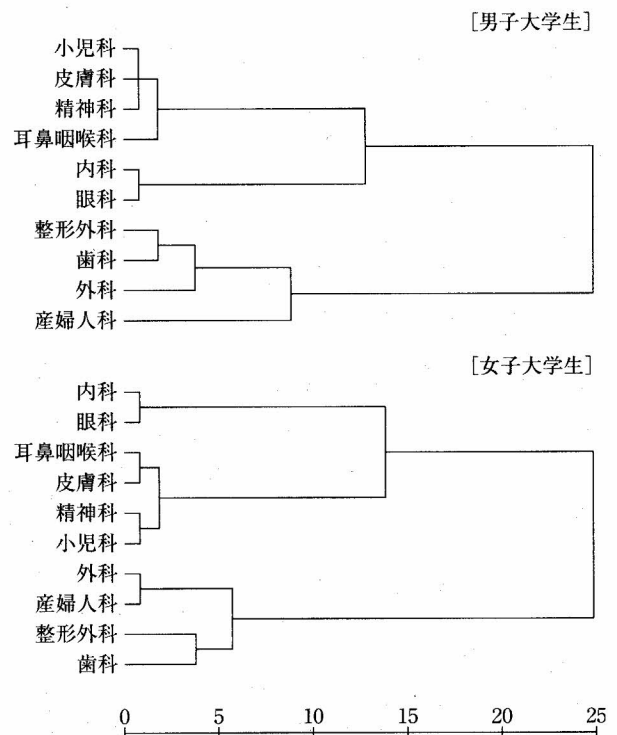 [男子大学生]
小児科
皮膚科
精神科
耳鼻咽喉科
内科
眼科
整形外科
歯科
外科
産婦人科
[女子大学生]
内科
眼科
耳鼻咽喉科
皮膚科
精神科
小児科
外科
産婦人科
整形外科
歯科
0 5 10 15 20 25